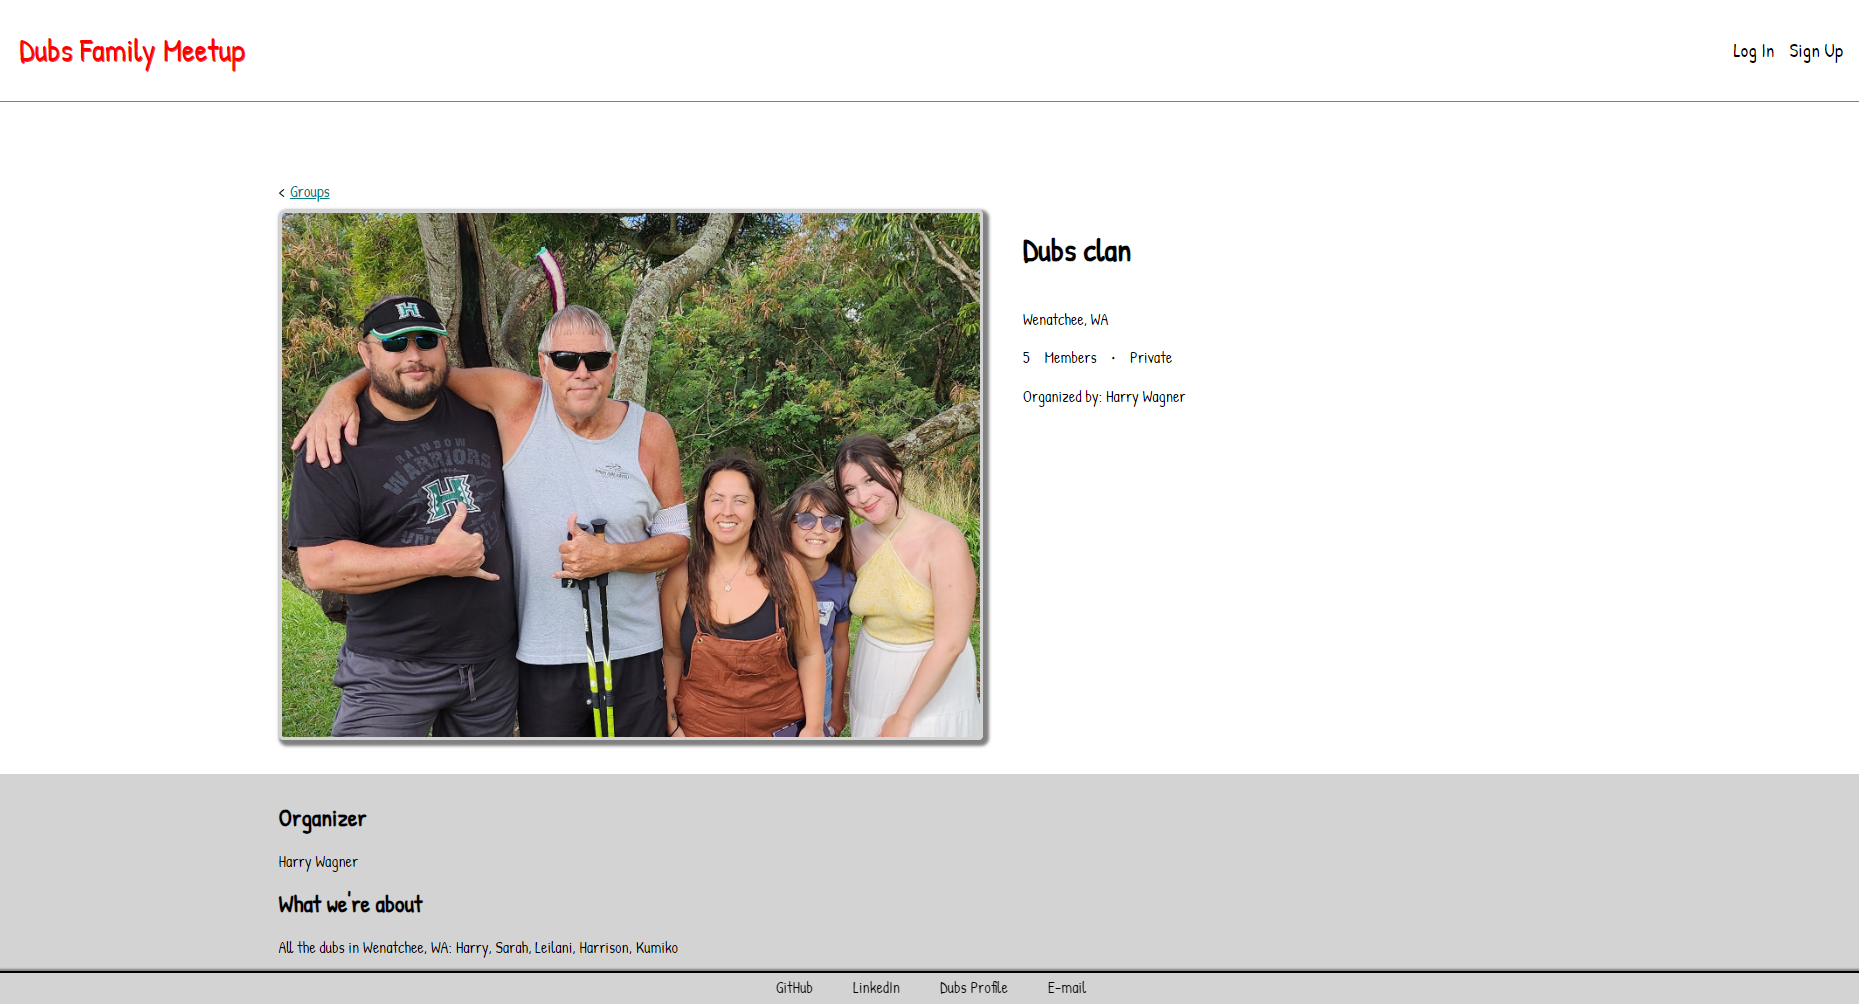 Dubs Family Meetup
Log In Sign Up
< Groups
Dubs clan
Wenatchee, WA
5 Members · Private
Organized by: Harry Wagner
H
RAINBOW
WARRIORS
H
Organizer
Harry Wagner
What we're about
All the dubs in Wenatchee, WA: Harry, Sarah, Leilani, Harrison, Kumiko
GitHub LinkedIn Dubs Profile E-mail